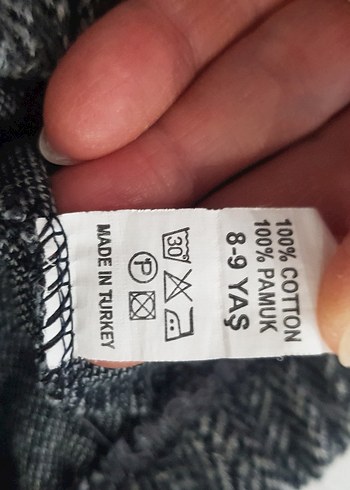 100% COTTON
100% PAMUK
8-9 YAŞ
30°
P
MADE IN TURKEY